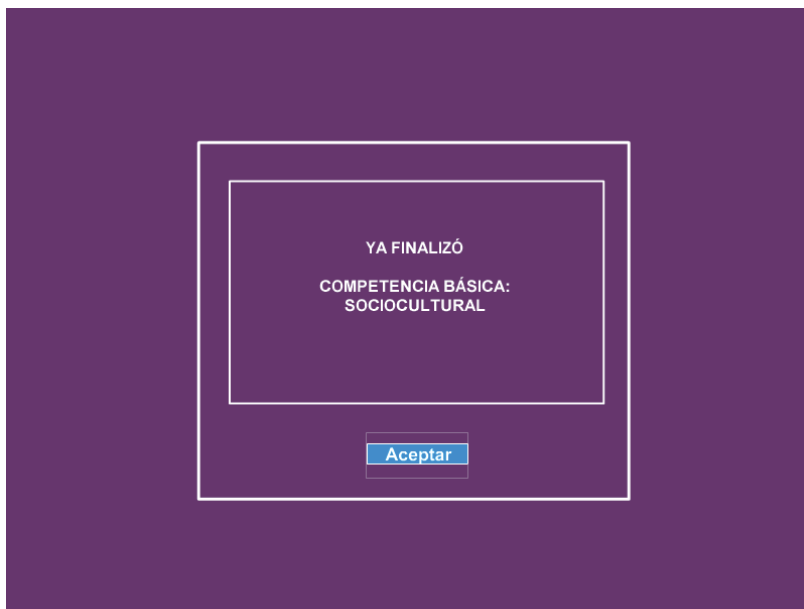 YA FINALIZÓ
COMPETENCIA BÁSICA:
SOCIOCULTURAL
Aceptar